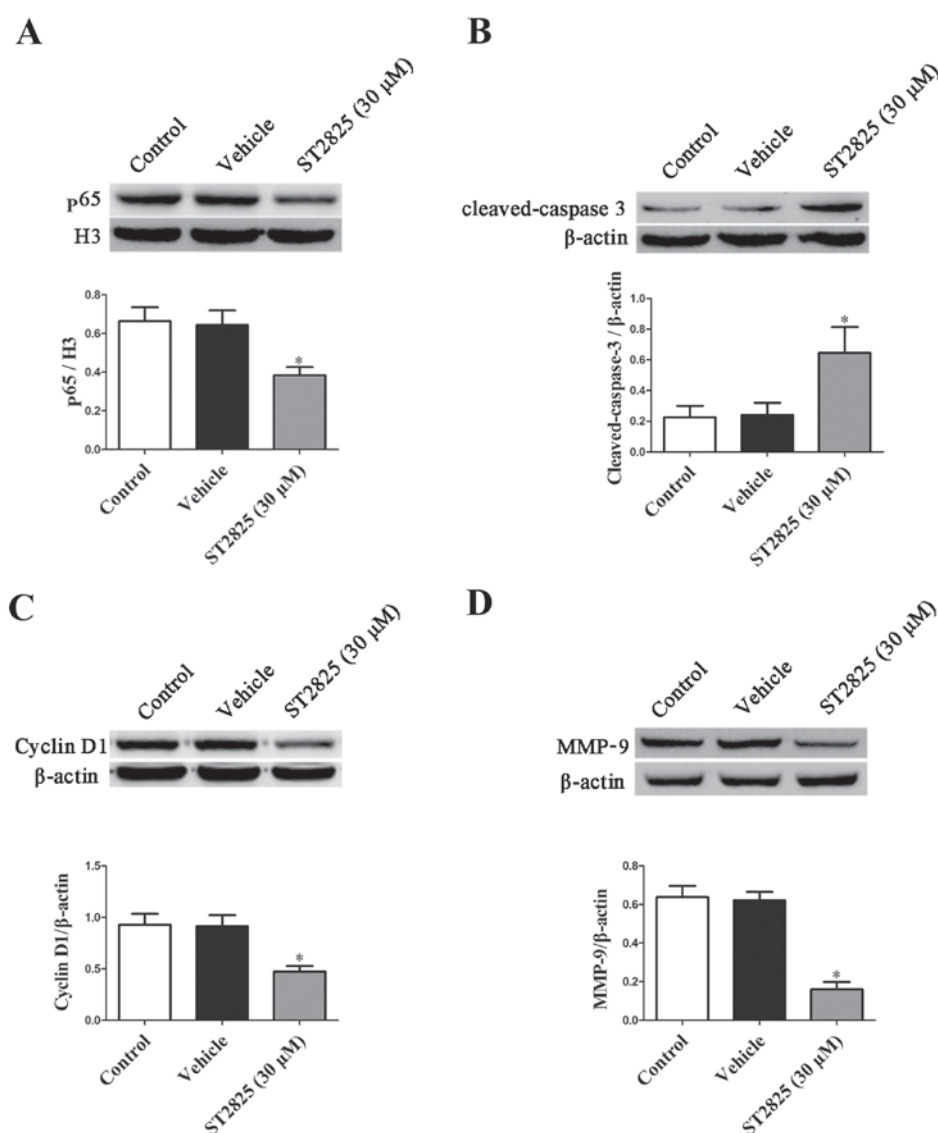 A
Control
Vehicle
ST2825 (30 μM)
p65
H3
0.8
0.6
0.4
0.2
0.0
p65 / H3
*
Control
Vehicle
ST2825 (30 μM)
B
Control
Vehicle
ST2825 (30 μM)
cleaved-caspase 3
β-actin
1.0
0.8
0.6
0.4
0.2
0.0
Cleaved-caspase-3 / β-actin
*
Control
Vehicle
ST2825 (30 μM)
C
Control
Vehicle
ST2825 (30 μM)
Cyclin D1
β-actin
1.5
1.0
0.5
0.0
Cyclin D1/β-actin
*
Control
Vehicle
ST2825 (30 μM)
D
Control
Vehicle
ST2825 (30 μM)
MMP-9
β-actin
0.8
0.6
0.4
0.2
0.0
MMP-9/β-actin
*
Control
Vehicle
ST2825 (30 μM)